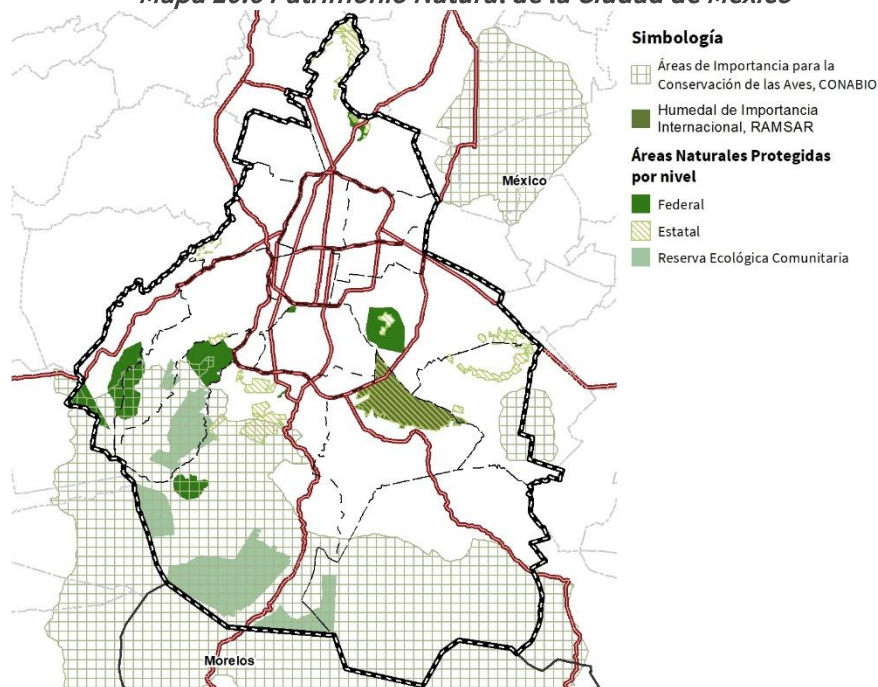 Mapa 20.6 Patrimonio Natural de la Ciudad de México
Simbología
Áreas de Importancia para la
Conservación de las Aves, CONABIO
Humedal de Importancia
Internacional, RAMSAR
Áreas Naturales Protegidas
por nivel
Federal
Estatal
Reserva Ecológica Comunitaria
México
Morelos